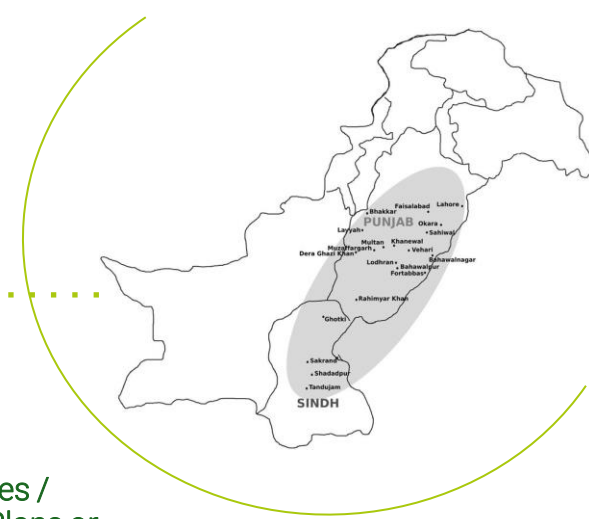 Faisalabad
Lahore
Bhakkar
PUNJAB
Okara
Layyah
Sahiwal
Multan
Khanewal
Muzaffargarh
Vehari
Dera Ghazi Khan
Bahawalnagar
Lodhran
Bahawalpur
Fortabbas
Rahimyar Khan
Ghotki
Sakrand
Shadadpur
Tandujam
SINDH
es /